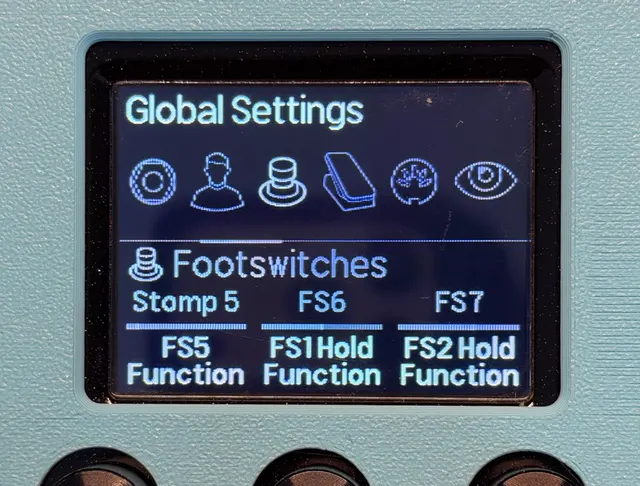 Global Settings
Footswitches
Stomp 5 FS6 FS7
FS5 FS1 Hold FS2 Hold
Function Function Function